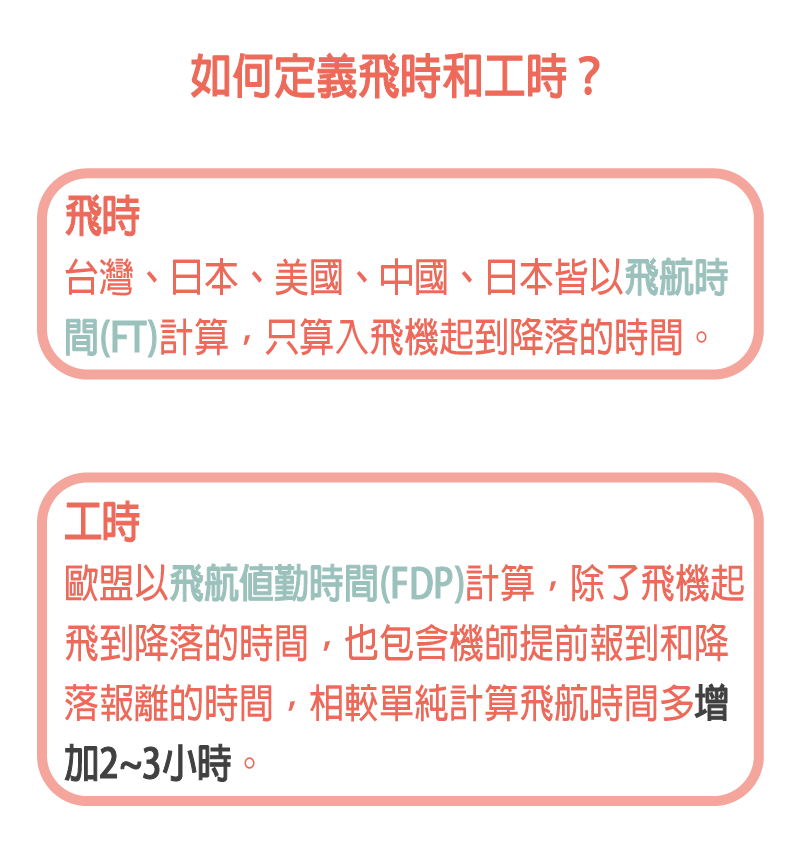 如何定義飛時和工時？
飛時
台灣、日本、美國、中國、日本皆以飛航時
間(FT)計算，只算入飛機起到降落的時間。
工時
歐盟以飛航值勤時間(FDP)計算，除了飛機起
飛到降落的時間，也包含機師提前報到和降
落報離的時間，相較單純計算飛航時間多增
加2~3小時。